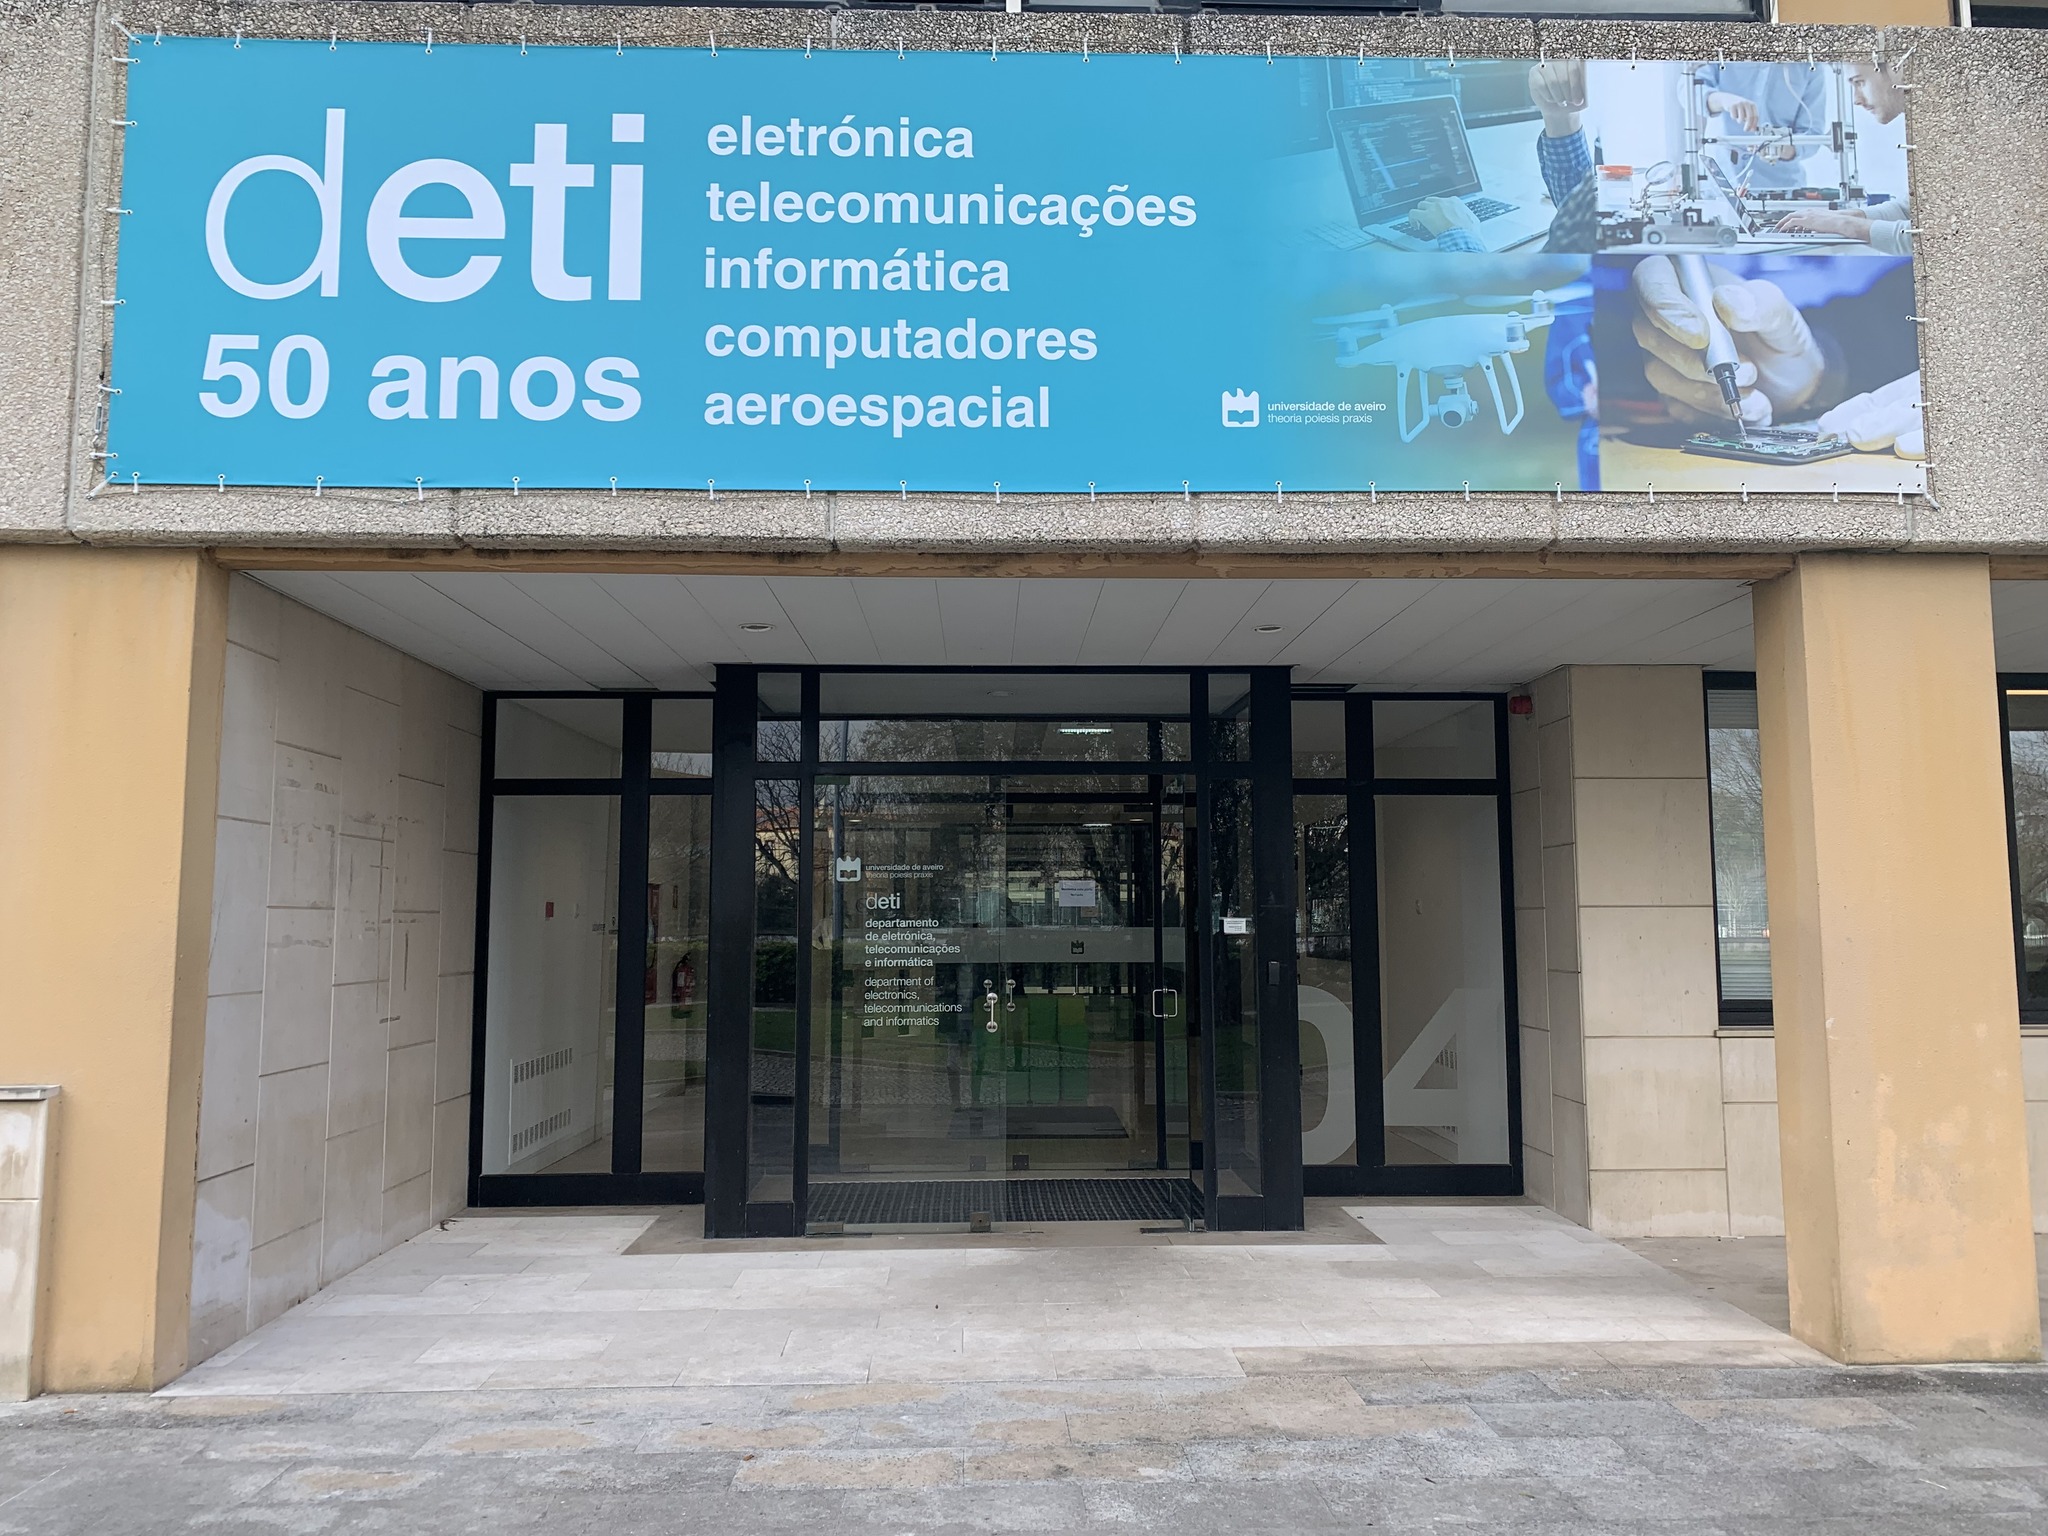 deti
50 anos
eletrónica
telecomunicações
informática
computadores
aeroespacial
universidade de aveiro
theoria poiesis praxis
universidade de aveiro
theoria poiesis praxis
deti
departamento
de eletrónica,
telecomunicações
e informática
department of
electronics,
telecommunications
and informatics
04